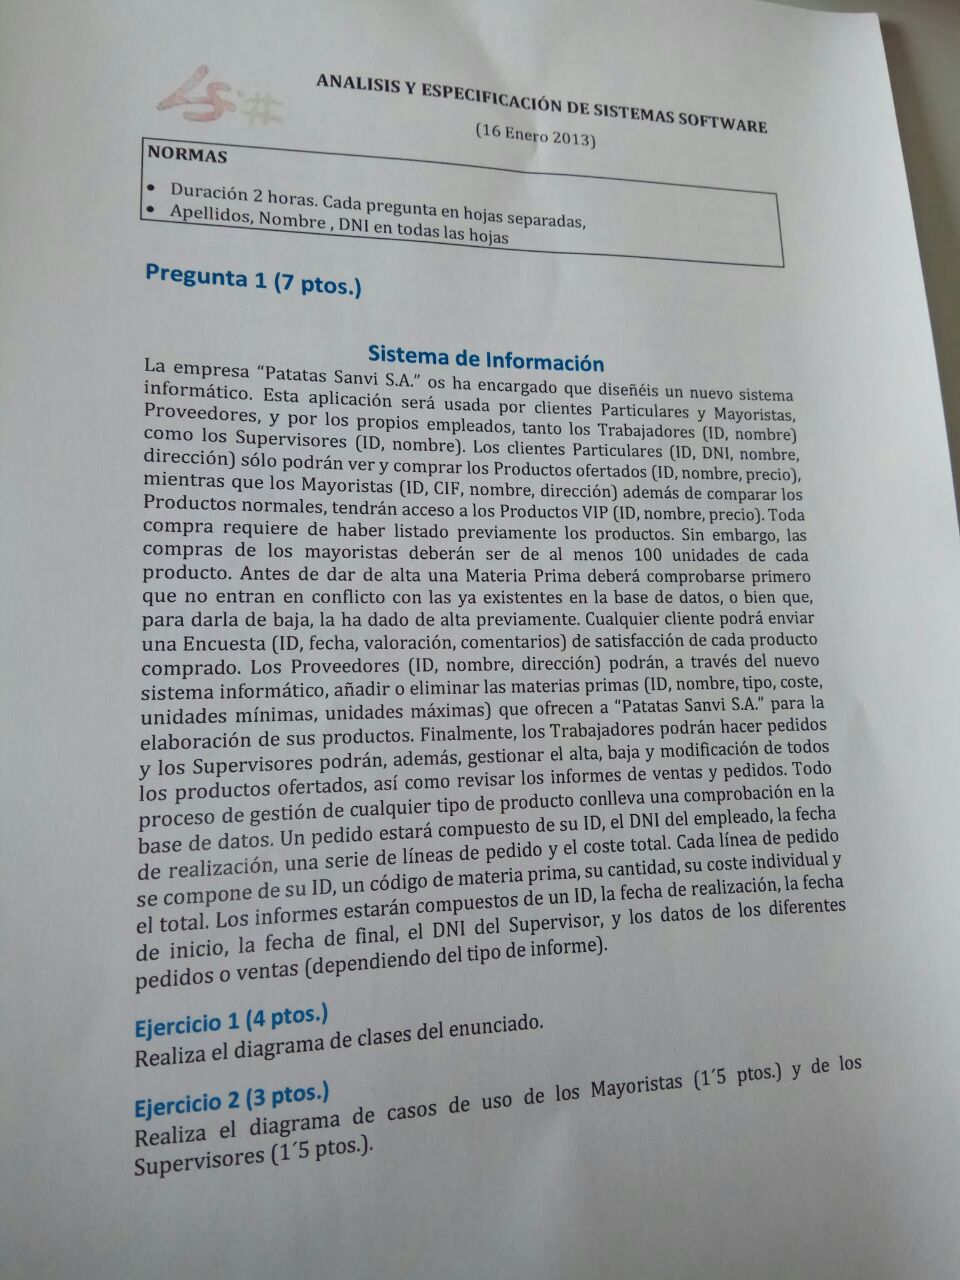 LS#
ANALISIS Y ESPECIFICACIÓN DE SISTEMAS SOFTWARE
(16 Enero 2013)
NORMAS
• Duración 2 horas. Cada pregunta en hojas separadas,
• Apellidos, Nombre , DNI en todas las hojas
Pregunta 1 (7 ptos.)
Sistema de Información
La empresa “Patatas Sanvi S.A.” os ha encargado que diseñéis un nuevo sistema
informático. Esta aplicación será usada por clientes Particulares y Mayoristas,
Proveedores, y por los propios empleados, tanto los Trabajadores (ID, nombre)
como los Supervisores (ID, nombre). Los clientes Particulares (ID, DNI, nombre,
dirección) sólo podrán ver y comprar los Productos ofertados (ID, nombre, precio),
mientras que los Mayoristas (ID, CIF, nombre, dirección) además de comparar los
Productos normales, tendrán acceso a los Productos VIP (ID, nombre, precio). Toda
compra requiere de haber listado previamente los productos. Sin embargo, las
compras de los mayoristas deberán ser de al menos 100 unidades de cada
producto. Antes de dar de alta una Materia Prima deberá comprobarse primero
que no entran en conflicto con las ya existentes en la base de datos, o bien que,
para darla de baja, la ha dado de alta previamente. Cualquier cliente podrá enviar
una Encuesta (ID, fecha, valoración, comentarios) de satisfacción de cada producto
comprado. Los Proveedores (ID, nombre, dirección) podrán, a través del nuevo
sistema informático, añadir o eliminar las materias primas (ID, nombre, tipo, coste,
unidades mínimas, unidades máximas) que ofrecen a “Patatas Sanvi S.A.” para la
elaboración de sus productos. Finalmente, los Trabajadores podrán hacer pedidos
y los Supervisores podrán, además, gestionar el alta, baja y modificación de todos
los productos ofertados, así como revisar los informes de ventas y pedidos. Todo
proceso de gestión de cualquier tipo de producto conlleva una comprobación en la
base de datos. Un pedido estará compuesto de su ID, el DNI del empleado, la fecha
de realización, una serie de líneas de pedido y el coste total. Cada línea de pedido
se compone de su ID, un código de materia prima, su cantidad, su coste individual y
el total. Los informes estarán compuestos de un ID, la fecha de realización, la fecha
de inicio, la fecha de final, el DNI del Supervisor, y los datos de los diferentes
pedidos o ventas (dependiendo del tipo de informe).
Ejercicio 1 (4 ptos.)
Realiza el diagrama de clases del enunciado.
Ejercicio 2 (3 ptos.)
Realiza el diagrama de casos de uso de los Mayoristas (1´5 ptos.) y de los
Supervisores (1´5 ptos.).